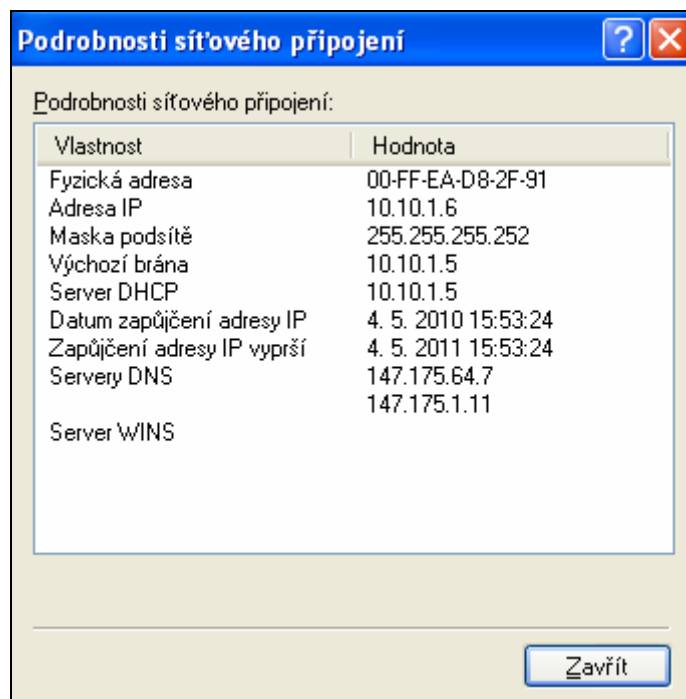 Podrobnosti síťového připojení
Podrobnosti síťového připojení:
Vlastnost Hodnota
Fyzická adresa 00-FF-EA-D8-2F-91
Adresa IP 10.10.1.6
Maska podsítě 255.255.255.252
Výchozí brána 10.10.1.5
Server DHCP 10.10.1.5
Datum zapůjčení adresy IP 4. 5. 2010 15:53:24
Zapůjčení adresy IP vyprší 4. 5. 2011 15:53:24
Servery DNS 147.175.64.7
147.175.1.11
Server WINS
Zavřít